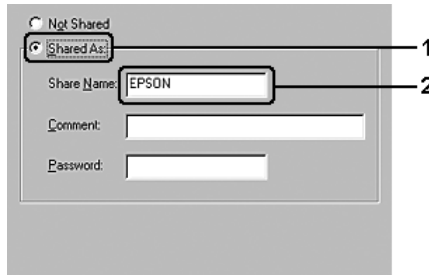 Not Shared
Shared As: 1
Share Name: EPSON 2
Comment:
Password: